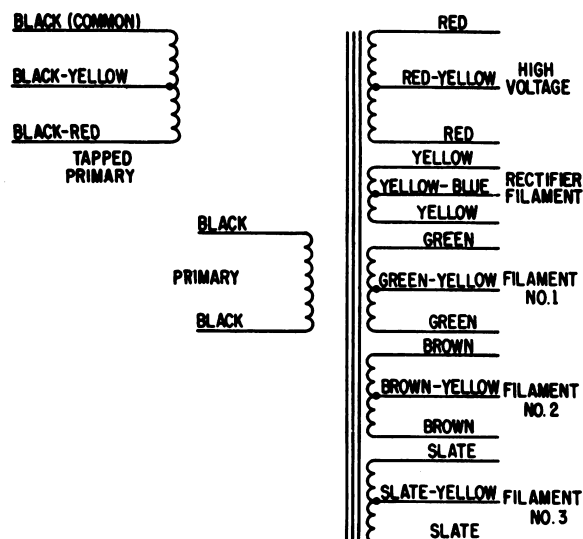 BLACK (COMMON)
BLACK-YELLOW
BLACK-RED
TAPPED
PRIMARY
BLACK
PRIMARY
BLACK
RED
RED-YELLOW
RED
HIGH
VOLTAGE
YELLOW
YELLOW-BLUE
YELLOW
RECTIFIER
FILAMENT
GREEN
GREEN-YELLOW
GREEN
FILAMENT
NO.1
BROWN
BROWN-YELLOW
BROWN
FILAMENT
NO.2
SLATE
SLATE-YELLOW
SLATE
FILAMENT
NO.3